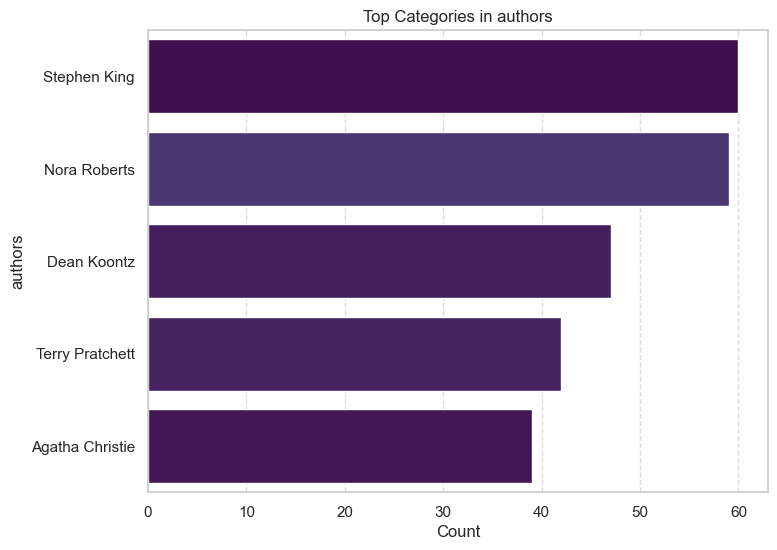 Top Categories in authors
authors
Stephen King
Nora Roberts
Dean Koontz
Terry Pratchett
Agatha Christie
0 10 20 30 40 50 60
Count